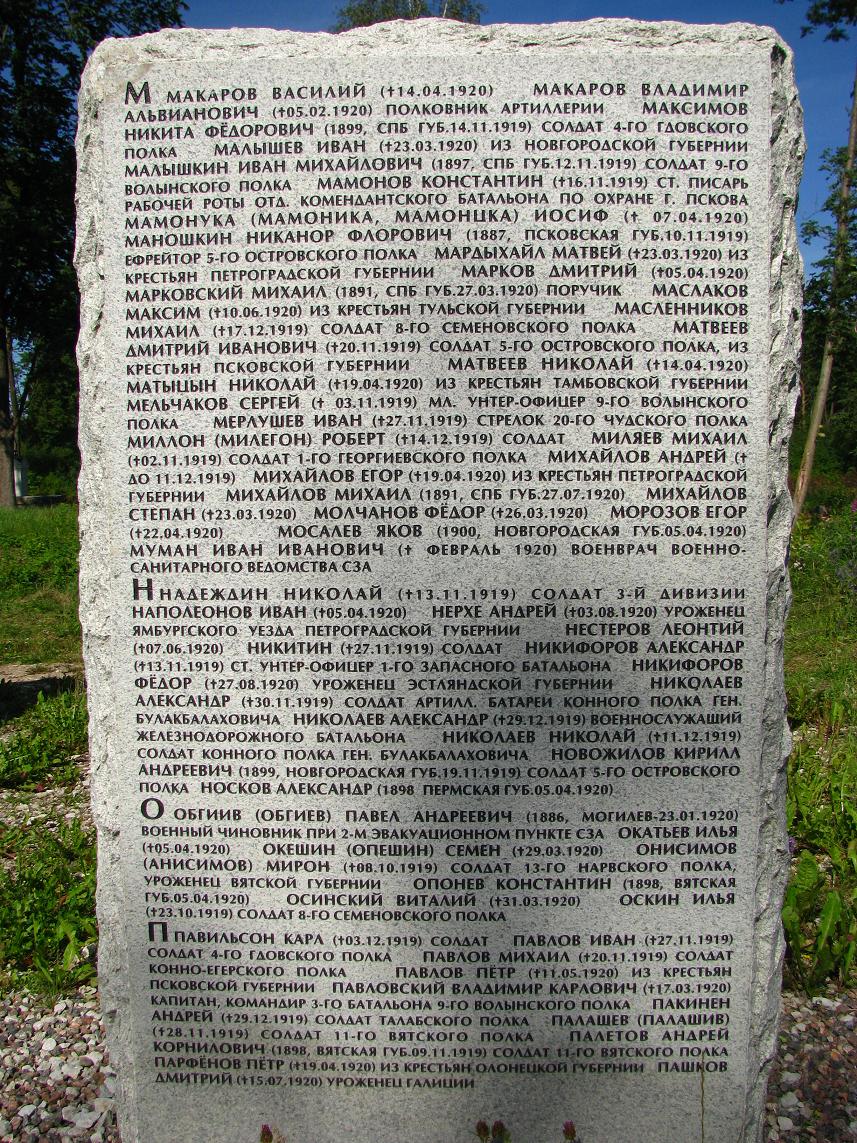 М МАКАРОВ ВАСИЛИЙ (†14.04.1920) МАКАРОВ ВЛАДИМИР
АЛЬВИАНОВИЧ (†05.02.1920) ПОЛКОВНИК АРТИЛЛЕРИИ МАКСИМОВ
НИКИТА ФЁДОРОВИЧ (1899, СПБ ГУБ.14.11.1919) СОЛДАТ 4-ГО ГДОВСКОГО
ПОЛКА МАЛЫШЕВ ИВАН (†23.03.1920) ИЗ НОВГОРОДСКОЙ ГУБЕРНИИ
МАЛЫШКИН ИВАН МИХАЙЛОВИЧ (1897, СПБ ГУБ.12.11.1919) СОЛДАТ 9-ГО
ВОЛЫНСКОГО ПОЛКА МАМОНОВ КОНСТАНТИН (†16.11.1919) СТ. ПИСАРЬ
РАБОЧЕЙ РОТЫ ОТД. КОМЕНДАНТСКОГО БАТАЛЬОНА ПО ОХРАНЕ Г. ПСКОВА
МАМОНУКА (МАМОНИКА, МАМОНЦКА) ИОСИФ († 07.04.1920)
МАНОШКИН НИКАНОР ФЛОРОВИЧ (1887, ПСКОВСКАЯ ГУБ.10.11.1919)
ЕФРЕЙТОР 5-ГО ОСТРОВСКОГО ПОЛКА МАРДЫХАЙЛ МАТВЕЙ (†23.03.1920) ИЗ
КРЕСТЬЯН ПЕТРОГРАДСКОЙ ГУБЕРНИИ МАРКОВ ДМИТРИЙ (†05.04.1920)
МАРКОВСКИЙ МИХАИЛ (1891, СПБ ГУБ.27.03.1920) ПОРУЧИК МАСЛАКОВ
МАКСИМ (†10.06.1920) ИЗ КРЕСТЬЯН ТУЛЬСКОЙ ГУБЕРНИИ МАСЛЕННИКОВ
МИХАИЛ (†17.12.1919) СОЛДАТ 8-ГО СЕМЕНОВСКОГО ПОЛКА МАТВЕЕВ
ДМИТРИЙ ИВАНОВИЧ (†20.11.1919) СОЛДАТ 5-ГО ОСТРОВСКОГО ПОЛКА, ИЗ
КРЕСТЬЯН ПСКОВСКОЙ ГУБЕРНИИ МАТВЕЕВ НИКОЛАЙ (†14.04.1920)
МАТЫЦЫН НИКОЛАЙ (†19.04.1920) ИЗ КРЕСТЬЯН ТАМБОВСКОЙ ГУБЕРНИИ
МЕЛЬЧАКОВ СЕРГЕЙ († 03.11.1919) МЛ. УНТЕР-ОФИЦЕР 9-ГО ВОЛЫНСКОГО
ПОЛКА МЕРЛУШЕВ ИВАН (†27.11.1919) СТРЕЛОК 20-ГО ЧУДСКОГО ПОЛКА
МИЛЛОН (МИЛЕГОН) РОБЕРТ (†14.12.1919) СОЛДАТ МИЛЯЕВ МИХАИЛ
(†02.11.1919) СОЛДАТ 1-ГО ГЕОРГИЕВСКОГО ПОЛКА МИХАЙЛОВ АНДРЕЙ (†
ДО 11.12.1919) МИХАЙЛОВ ЕГОР (†19.04.1920) ИЗ КРЕСТЬЯН ПЕТРОГРАДСКОЙ
ГУБЕРНИИ МИХАЙЛОВ МИХАИЛ (1891, СПБ ГУБ.27.07.1920) МИХАЙЛОВ
СТЕПАН (†23.03.1920) МОЛЧАНОВ ФЁДОР (†26.03.1920) МОРОЗОВ ЕГОР
(†22.04.1920) МОСАЛЕВ ЯКОВ (1900, НОВГОРОДСКАЯ ГУБ.05.04.1920)
МУМАН ИВАН ИВАНОВИЧ († ФЕВРАЛЬ 1920) ВОЕНВРАЧ ВОЕННО-
САНИТАРНОГО ВЕДОМСТВА СЗА
Н НАДЕЖДИН НИКОЛАЙ (†13.11.1919) СОЛДАТ 3-Й ДИВИЗИИ
НАПОЛЕОНОВ ИВАН (†05.04.1920) НЕРХЕ АНДРЕЙ (†03.08.1920) УРОЖЕНЕЦ
ЯМБУРГСКОГО УЕЗДА ПЕТРОГРАДСКОЙ ГУБЕРНИИ НЕСТЕРОВ ЛЕОНТИЙ
(†07.06.1920) НИКИТИН (†27.11.1919) СОЛДАТ НИКИФОРОВ АЛЕКСАНДР
(†13.11.1919) СТ. УНТЕР-ОФИЦЕР 1-ГО ЗАПАСНОГО БАТАЛЬОНА НИКИФОРОВ
ФЁДОР (†27.08.1920) УРОЖЕНЕЦ ЭСТЛЯНДСКОЙ ГУБЕРНИИ НИКОЛАЕВ
АЛЕКСАНДР (†30.11.1919) СОЛДАТ АРТИЛЛ. БАТАРЕИ КОННОГО ПОЛКА ГЕН.
БУЛАКБАЛАХОВИЧА НИКОЛАЕВ АЛЕКСАНДР (†29.12.1919) ВОЕННОСЛУЖАЩИЙ
ЖЕЛЕЗНОДОРОЖНОГО БАТАЛЬОНА НИКОЛАЕВ НИКОЛАЙ (†11.12.1919)
СОЛДАТ КОННОГО ПОЛКА ГЕН. БУЛАКБАЛАХОВИЧА НОВОЖИЛОВ КИРИЛЛ
АНДРЕЕВИЧ (1899, НОВГОРОДСКАЯ ГУБ.19.11.1919) СОЛДАТ 5-ГО ОСТРОВСКОГО
ПОЛКА НОСКОВ АЛЕКСАНДР (1898 ПЕРМСКАЯ ГУБ.05.04.1920)
О ОБГИИВ (ОБГИЕВ) ПАВЕЛ АНДРЕЕВИЧ (1886, МОГИЛЕВ-23.01.1920)
ВОЕННЫЙ ЧИНОВНИК ПРИ 2-М ЭВАКУАЦИОННОМ ПУНКТЕ СЗА ОКАТЬЕВ ИЛЬЯ
(†05.04.1920) ОКЕШИН (ОПЕШИН) СЕМЕН (†29.03.1920) ОНИСИМОВ
(АНИСИМОВ) МИРОН (†08.10.1919) СОЛДАТ 13-ГО НАРВСКОГО ПОЛКА,
УРОЖЕНЕЦ ВЯТСКОЙ ГУБЕРНИИ ОПОНЕВ КОНСТАНТИН (1898, ВЯТСКАЯ
ГУБ.05.04.1920) ОСИНСКИЙ ВИТАЛИЙ (†31.03.1920) ОСКИН ИЛЬЯ
(†23.10.1919) СОЛДАТ 8-ГО СЕМЕНОВСКОГО ПОЛКА
П ПАВИЛЬСОН КАРЛ (†03.12.1919) СОЛДАТ ПАВЛОВ ИВАН (†27.11.1919)
СОЛДАТ 4-ГО ГДОВСКОГО ПОЛКА ПАВЛОВ МИХАИЛ (†20.11.1919) СОЛДАТ
КОННО-ЕГЕРСКОГО ПОЛКА ПАВЛОВ ПЁТР (†11.05.1920) ИЗ КРЕСТЬЯН
ПСКОВСКОЙ ГУБЕРНИИ ПАВЛОВСКИЙ ВЛАДИМИР КАРЛОВИЧ (†17.03.1920)
КАПИТАН, КОМАНДИР 3-ГО БАТАЛЬОНА 9-ГО ВОЛЫНСКОГО ПОЛКА ПАКИНЕН
АНДРЕЙ (†29.12.1919) СОЛДАТ ТАЛАБСКОГО ПОЛКА ПАЛАШЕВ (ПАЛАШИВ)
(†28.11.1919) СОЛДАТ 11-ГО ВЯТСКОГО ПОЛКА ПАЛЕТОВ АНДРЕЙ
КОРНИЛОВИЧ (1898, ВЯТСКАЯ ГУБ.09.11.1919) СОЛДАТ 11-ГО ВЯТСКОГО ПОЛКА
ПАРФЁНОВ ПЁТР (†19.04.1920) ИЗ КРЕСТЬЯН ОЛОНЕЦКОЙ ГУБЕРНИИ ПАШКОВ
ДМИТРИЙ (†15.07.1920) УРОЖЕНЕЦ ГАЛИЦИИ